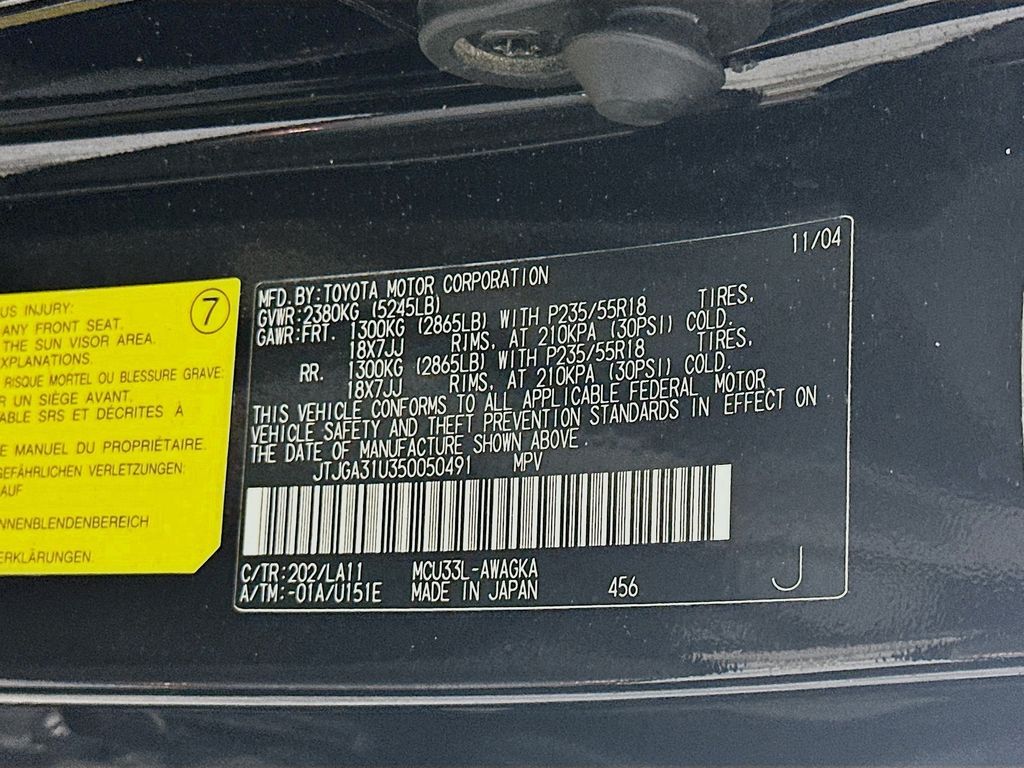 US INJURY:
ANY FRONT SEAT.
THE SUN VISOR AREA.
XPLANATIONS.
RISQUE MORTEL OU BLESSURE GRAVE:
R UN SIÈGE AVANT.
ABLE SRS ET DÉCRITES À
E MANUEL DU PROPRIÉTAIRE.
GEFÄHRLICHEN VERLETZUNGEN:
AUF
NNENBLENDENBEREICH
ERKLÄRUNGEN.
7
11/04
MFD. BY: TOYOTA MOTOR CORPORATION
GVWR: 2380KG (5245LB)
GAWR: FRT. 1300KG (2865LB) WITH P235/55R18 TIRES,
18X7JJ RIMS, AT 210KPA (30PSI) COLD.
RR. 1300KG (2865LB) WITH P235/55R18 TIRES,
18X7JJ RIMS, AT 210KPA (30PSI) COLD.
THIS VEHICLE CONFORMS TO ALL APPLICABLE FEDERAL MOTOR
VEHICLE SAFETY AND THEFT PREVENTION STANDARDS IN EFFECT ON
THE DATE OF MANUFACTURE SHOWN ABOVE.
JTJGA31U350050491 MPV
C/TR: 202/LA11 MCU33L-AWAGKA
A/TM: -01A/U151E MADE IN JAPAN 456 J